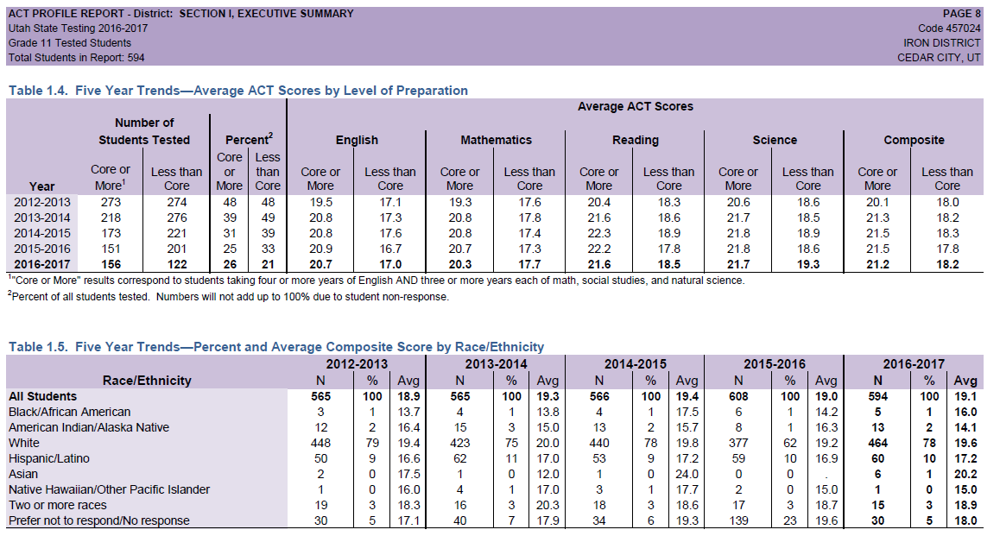 ACT PROFILE REPORT - District:  SECTION I, EXECUTIVE SUMMARY PAGE 8
Utah State Testing 2016-2017 Code 457024
Grade 11 Tested Students IRON DISTRICT
Total Students in Report: 594 CEDAR CITY, UT
Table 1.4.  Five Year Trends—Average ACT Scores by Level of Preparation
Average ACT Scores
Number of
Students Tested Percent2 English Mathematics Reading Science Composite
Core Less
Core or Less than or than Core or Less than Core or Less than Core or Less than Core or Less than Core or Less than
Year More1 Core More Core More Core More Core More Core More Core More Core
2012-2013 273 274 48 48 19.5 17.1 19.3 17.6 20.4 18.3 20.6 18.6 20.1 18.0
2013-2014 218 276 39 49 20.8 17.3 20.8 17.8 21.6 18.6 21.7 18.5 21.3 18.2
2014-2015 173 221 31 39 20.8 17.6 20.8 17.4 22.3 18.9 21.8 18.9 21.5 18.3
2015-2016 151 201 25 33 20.9 16.7 20.7 17.3 22.2 17.8 21.8 18.6 21.5 17.8
2016-2017 156 122 26 21 20.7 17.0 20.3 17.7 21.6 18.5 21.7 19.3 21.2 18.2
1"Core or More" results correspond to students taking four or more years of English AND three or more years each of math, social studies, and natural science.
2Percent of all students tested.  Numbers will not add up to 100% due to student non-response.
Table 1.5.  Five Year Trends—Percent and Average Composite Score by Race/Ethnicity
2012-2013 2013-2014 2014-2015 2015-2016 2016-2017
Race/Ethnicity N % Avg N % Avg N % Avg N % Avg N % Avg
All Students 565 100 18.9 565 100 19.3 566 100 19.4 608 100 19.0 594 100 19.1
Black/African American 3 1 13.7 4 1 13.8 4 1 17.5 6 1 14.2 5 1 16.0
American Indian/Alaska Native 12 2 16.4 15 3 15.0 13 2 15.7 8 1 16.3 13 2 14.1
White 448 79 19.4 423 75 20.0 440 78 19.8 377 62 19.2 464 78 19.6
Hispanic/Latino 50 9 16.6 62 11 17.0 53 9 17.2 59 10 16.9 60 10 17.2
Asian 2 0 17.5 1 0 12.0 1 0 24.0 0 0 . 6 1 20.2
Native Hawaiian/Other Pacific Islander 1 0 16.0 4 1 17.0 3 1 17.7 2 0 15.0 1 0 15.0
Two or more races 19 3 18.3 16 3 20.3 18 3 18.6 17 3 18.7 15 3 18.9
Prefer not to respond/No response 30 5 17.1 40 7 17.9 34 6 19.3 139 23 19.6 30 5 18.0